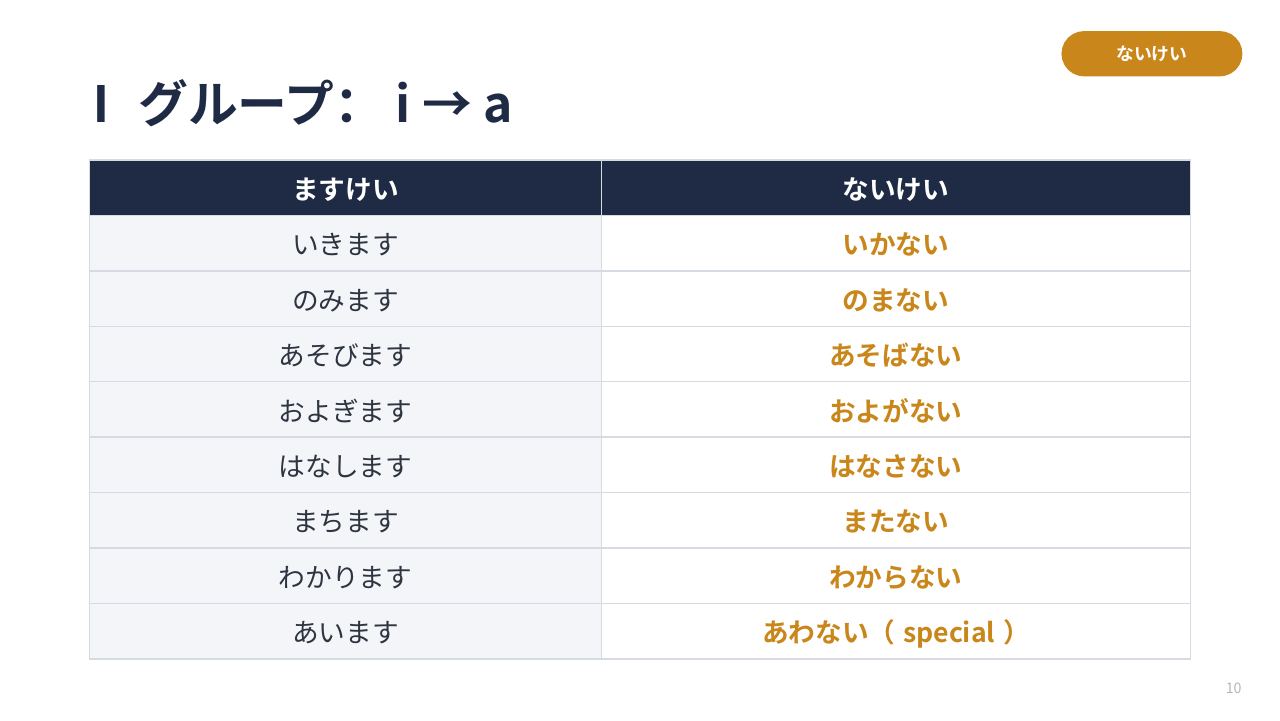 ないけい
I グループ： i → a
ますけい ないけい
いきます いかない
のみます のまない
あそびます あそばない
およぎます およがない
はなします はなさない
まちます またない
わかります わからない
あいます あわない（ special ）
10